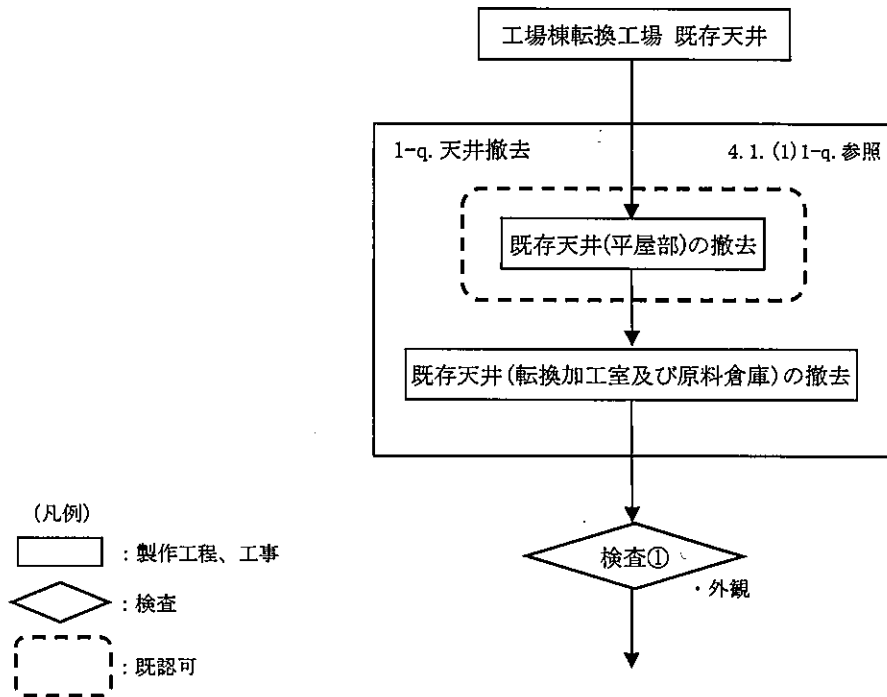 工場棟転換工場 既存天井
1-q. 天井撤去
4.1.(1)1-q.参照
既存天井(平屋部)の撤去
既存天井(転換加工室及び原料倉庫)の撤去
検査①
・外観
(凡例)
：製作工程、工事
：検査
：既認可